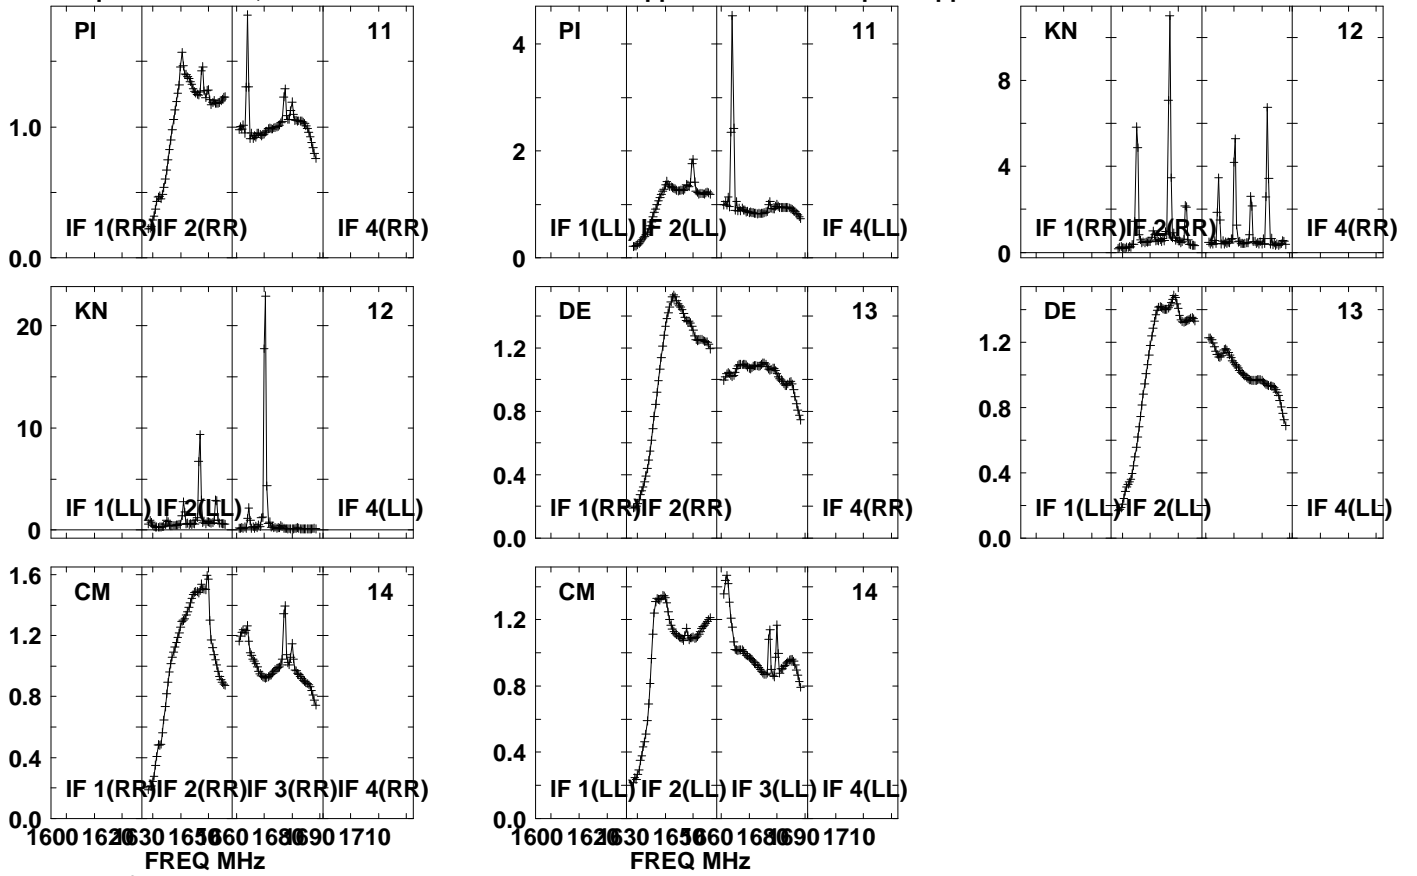 PI 11
1.0
0.0
IF 1(RR) IF 2(RR) IF 4(RR)
PI 11
4
2
0
IF 1(LL) IF 2(LL) IF 4(LL)
KN 12
8
4
0
IF 1(RR) IF 2(RR) IF 4(RR)
KN 12
20
10
0
IF 1(LL) IF 2(LL) IF 4(LL)
DE 13
1.2
0.8
0.4
0.0
IF 1(RR) IF 2(RR) IF 4(RR)
DE 13
1.2
0.8
0.4
0.0
IF 1(LL) IF 2(LL) IF 4(LL)
CM 14
1.6
1.2
0.8
0.4
0.0
IF 1(RR) IF 2(RR) IF 3(RR) IF 4(RR)
1600 1620 1630 1650 1660 1680 1690 1710
FREQ MHz
CM 14
1.2
0.8
0.4
0.0
IF 1(LL) IF 2(LL) IF 3(LL) IF 4(LL)
1600 1620 1630 1650 1660 1680 1690 1710
FREQ MHz